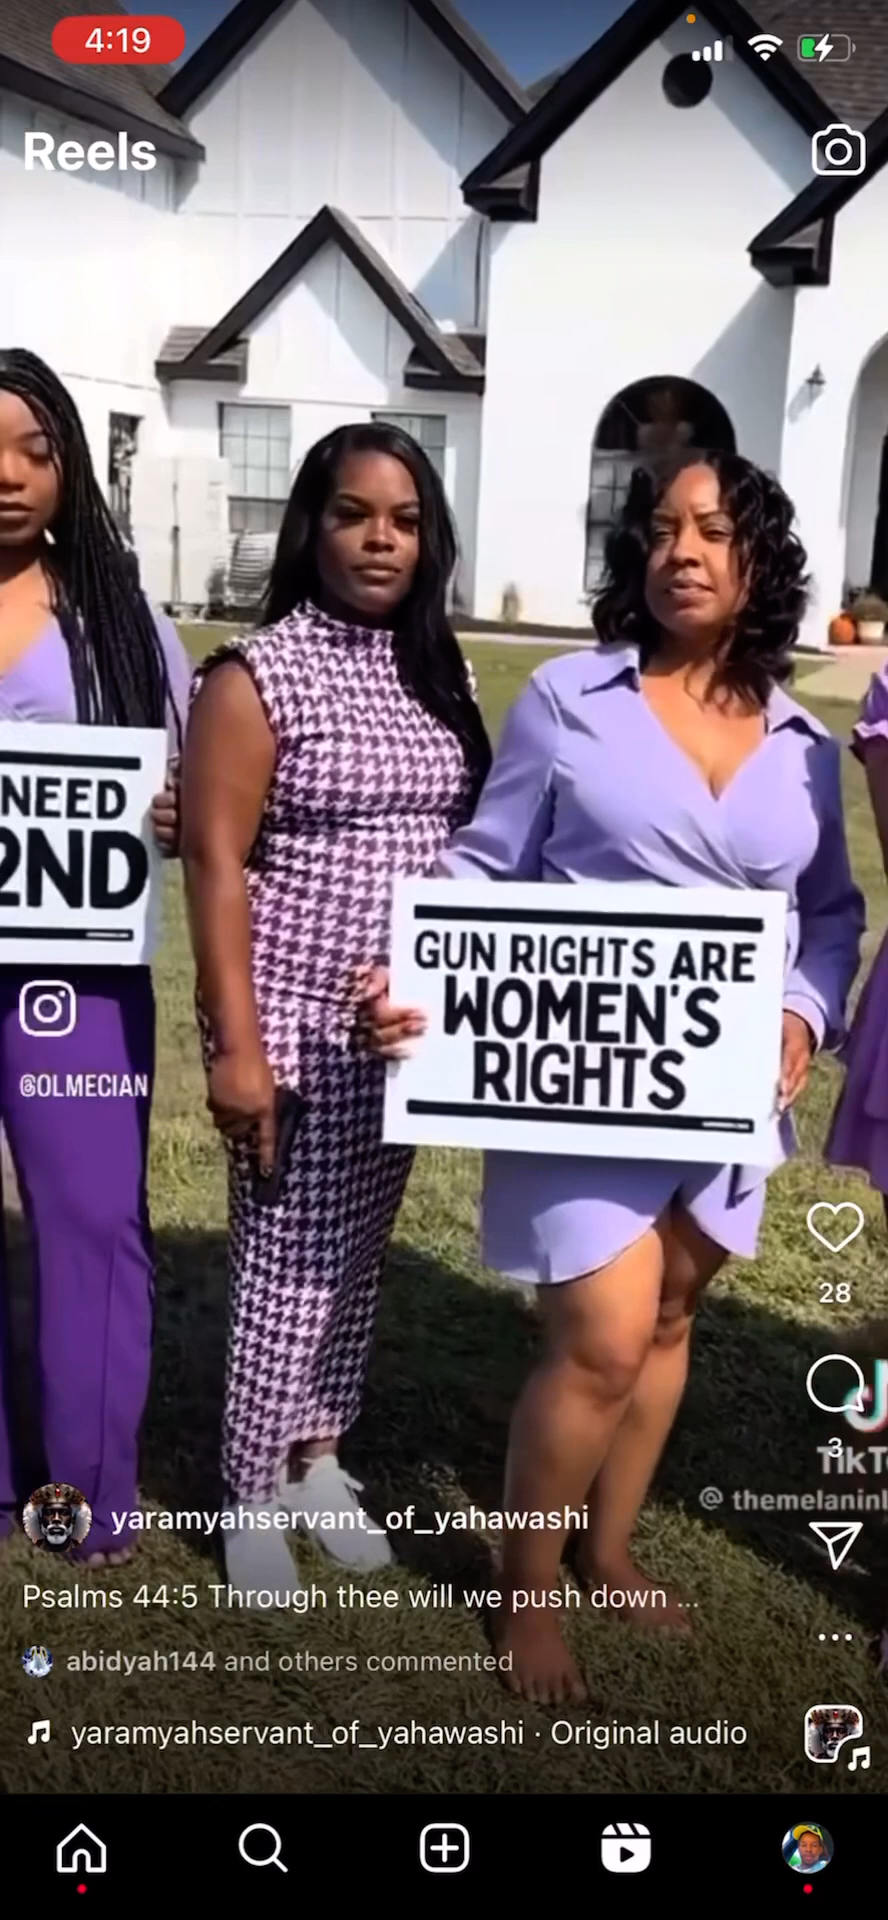 4:19
Reels
NEED
2ND
GUN RIGHTS ARE
WOMEN'S
RIGHTS
@OLMECIAN
28
3
TikT
@ themelaninl
yaramyahservant_of_yahawashi
Psalms 44:5 Through thee will we push down ...
abidyah144 and others commented
yaramyahservant_of_yahawashi · Original audio